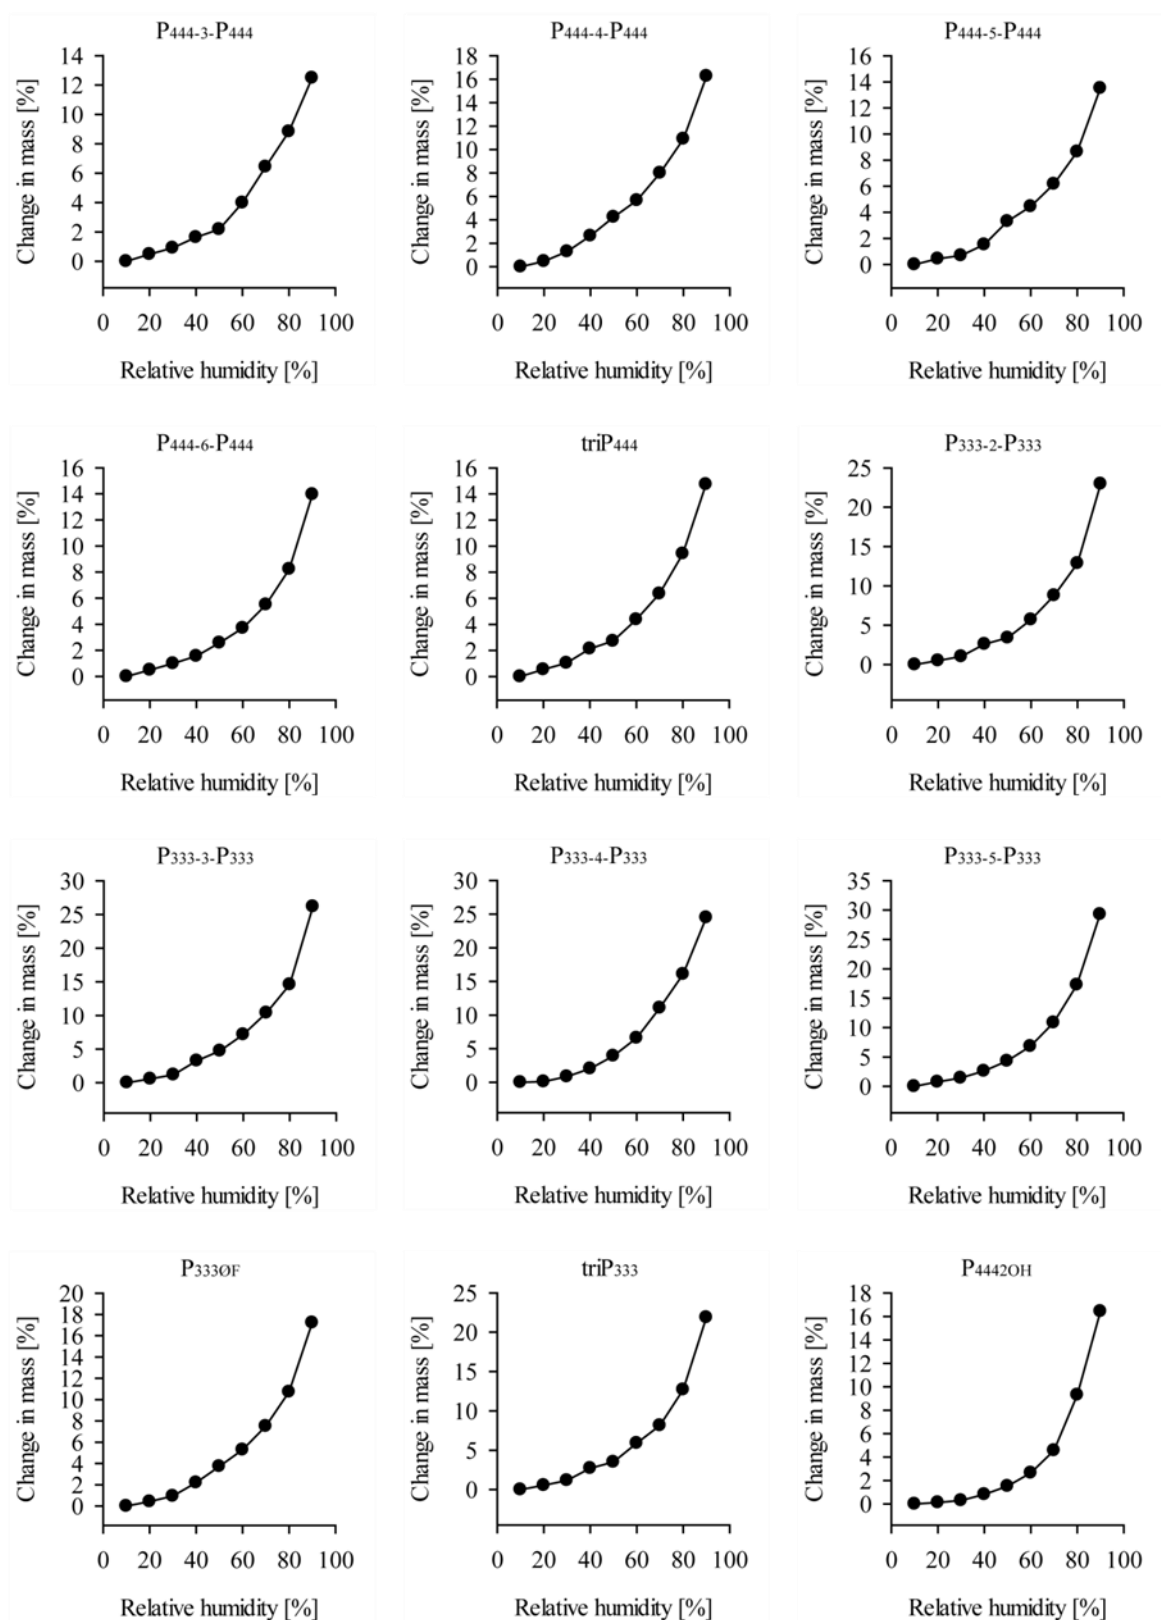 P444-3-P444
Change in mass [%]
14
12
10
8
6
4
2
0
0 20 40 60 80 100
Relative humidity [%]
P444-4-P444
Change in mass [%]
18
16
14
12
10
8
6
4
2
0
0 20 40 60 80 100
Relative humidity [%]
P444-5-P444
Change in mass [%]
16
14
12
10
8
6
4
2
0
0 20 40 60 80 100
Relative humidity [%]
P444-6-P444
Change in mass [%]
16
14
12
10
8
6
4
2
0
0 20 40 60 80 100
Relative humidity [%]
triP444
Change in mass [%]
16
14
12
10
8
6
4
2
0
0 20 40 60 80 100
Relative humidity [%]
P333-2-P333
Change in mass [%]
25
20
15
10
5
0
0 20 40 60 80 100
Relative humidity [%]
P333-3-P333
Change in mass [%]
30
25
20
15
10
5
0
0 20 40 60 80 100
Relative humidity [%]
P333-4-P333
Change in mass [%]
30
25
20
15
10
5
0
0 20 40 60 80 100
Relative humidity [%]
P333-5-P333
Change in mass [%]
35
30
25
20
15
10
5
0
0 20 40 60 80 100
Relative humidity [%]
P333ØF
Change in mass [%]
20
18
16
14
12
10
8
6
4
2
0
0 20 40 60 80 100
Relative humidity [%]
triP333
Change in mass [%]
25
20
15
10
5
0
0 20 40 60 80 100
Relative humidity [%]
P4442OH
Change in mass [%]
18
16
14
12
10
8
6
4
2
0
0 20 40 60 80 100
Relative humidity [%]